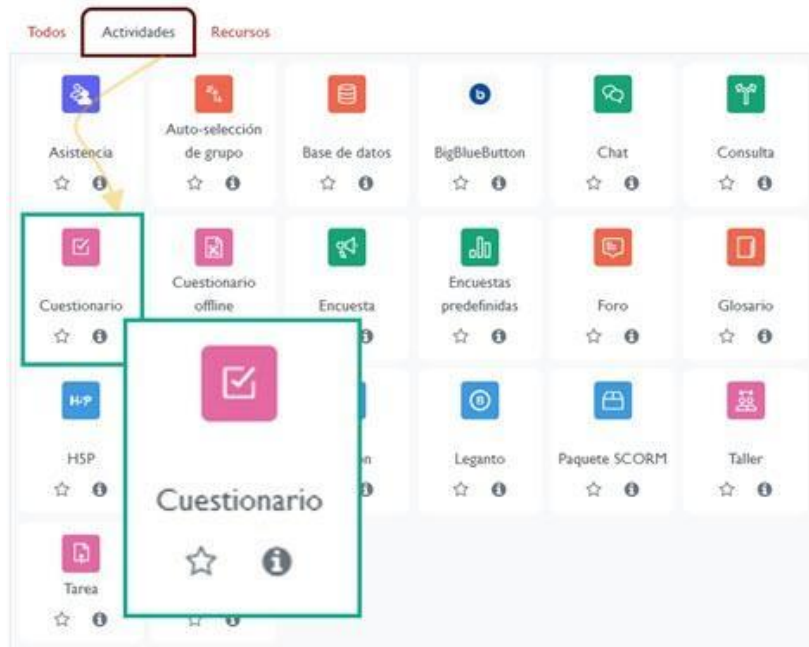 Todos Actividades Recursos
Auto-selección
Asistencia de grupo Base de datos BigBlueButton Chat Consulta
Cuestionario
Encuestas
Cuestionario offline Encuesta predefinidas Foro Glosario
H5P
H5P Leganto Paquete SCORM Taller
Cuestionario
Tarea